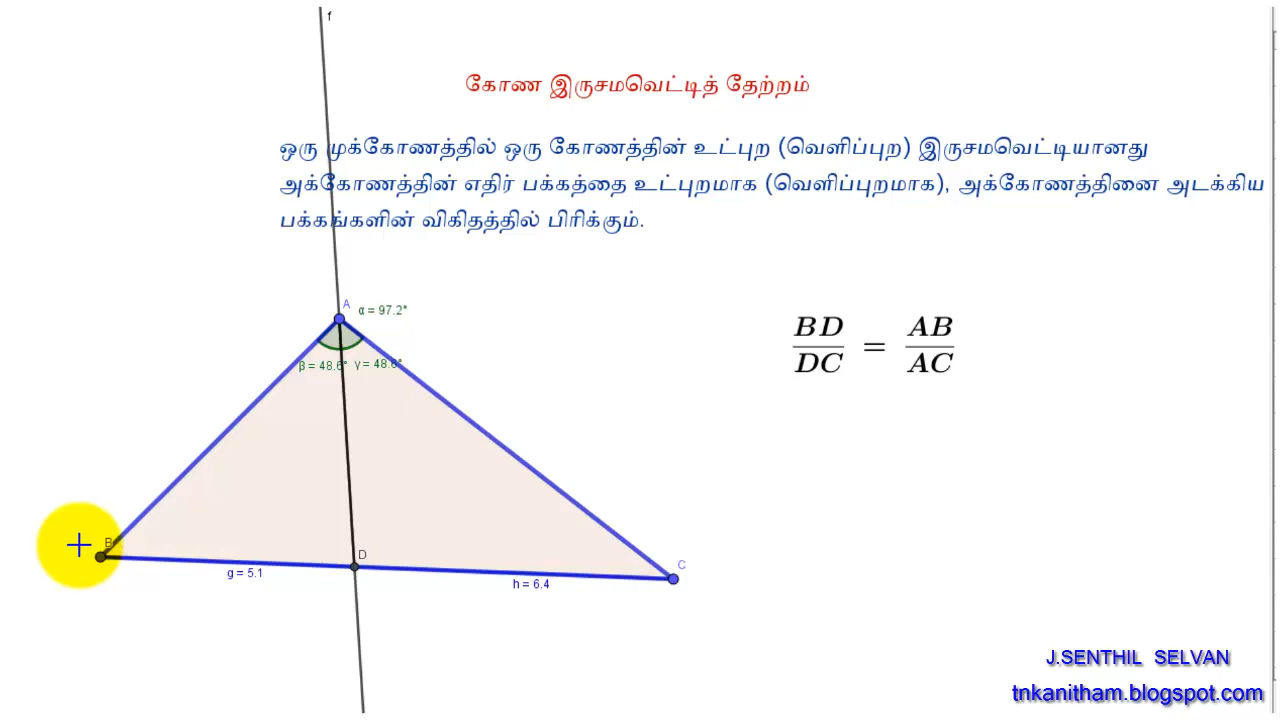 f
கோண இருசமவெட்டித் தேற்றம்
ஒரு முக்கோணத்தில் ஒரு கோணத்தின் உட்புற (வெளிப்புற) இருசமவெட்டியானது
அக்கோணத்தின் எதிர் பக்கத்தை உட்புறமாக (வெளிப்புறமாக), அக்கோணத்தினை அடக்கிய
பக்கங்களின் விகிதத்தில் பிரிக்கும்.
A
α = 97.2°
β = 48.6° γ = 48.6°
BD/DC = AB/AC
B
D
C
g = 5.1
h = 6.4
J.SENTHIL SELVAN
tnkanitham.blogspot.com